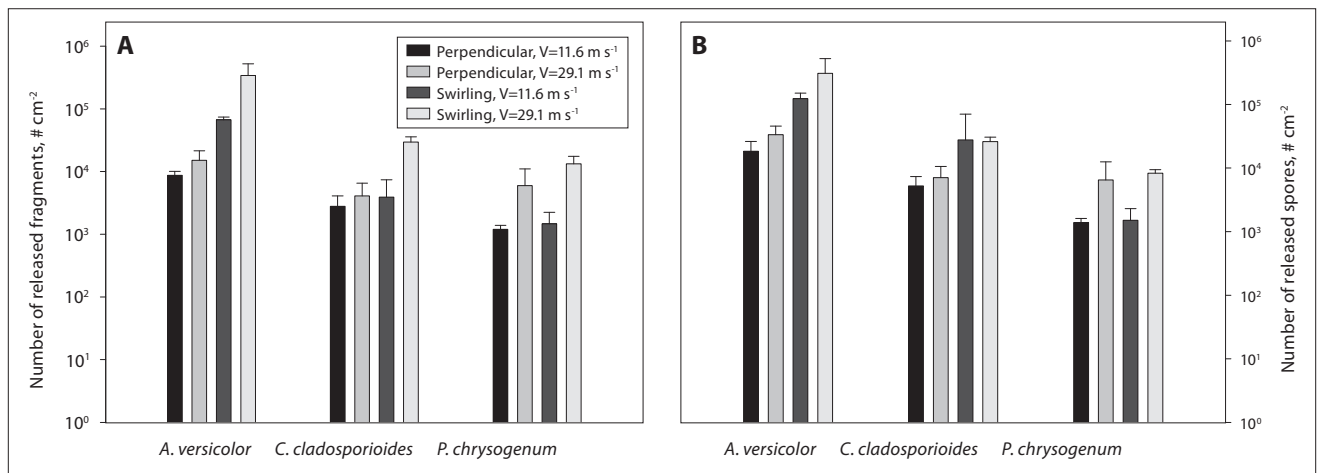 A
B
Perpendicular, V=11.6 m s⁻¹
Perpendicular, V=29.1 m s⁻¹
Swirling, V=11.6 m s⁻¹
Swirling, V=29.1 m s⁻¹
Number of released fragments, # cm⁻²
10⁶
10⁵
10⁴
10³
10²
10¹
10⁰
A. versicolor
C. cladosporioides
P. chrysogenum
10⁶
10⁵
10⁴
10³
10²
10¹
10⁰
Number of released spores, # cm⁻²
A. versicolor
C. cladosporioides
P. chrysogenum